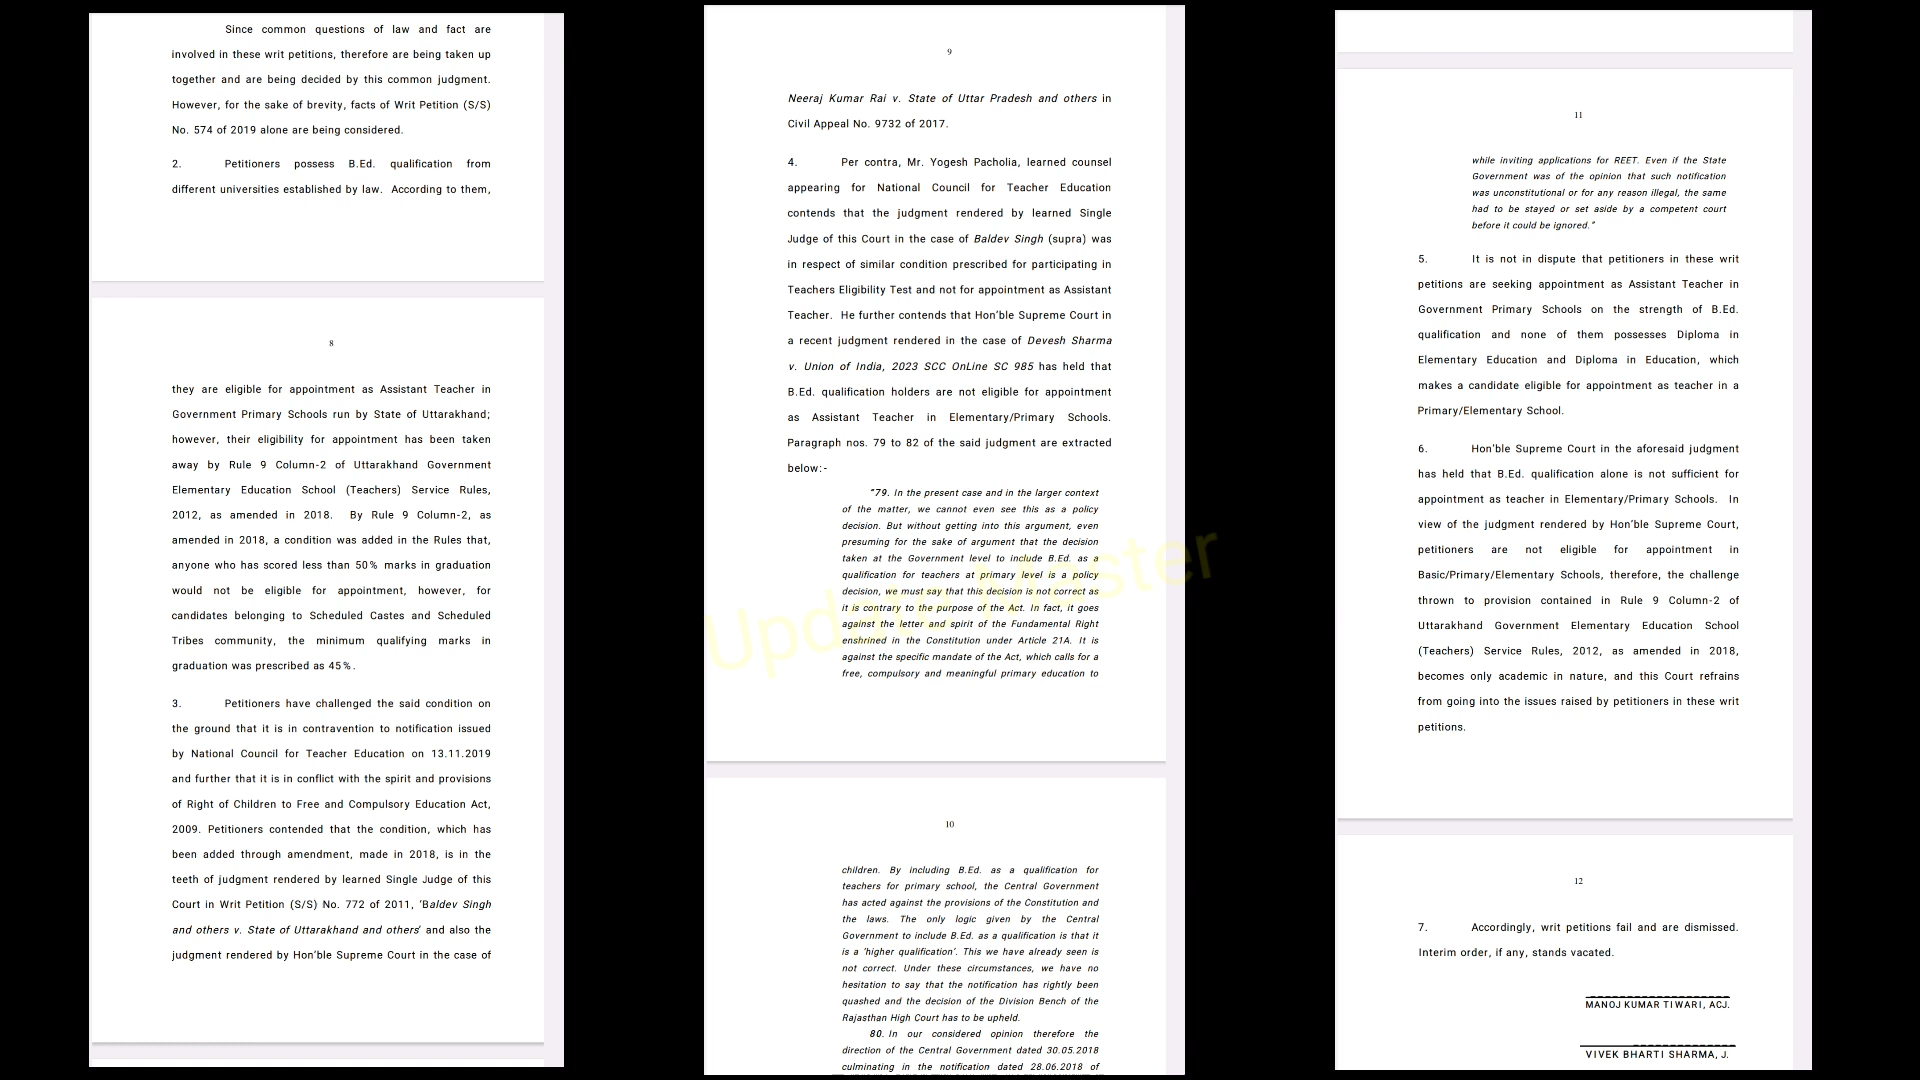 Since common questions of law and fact are
involved in these writ petitions, therefore are being taken up
together and are being decided by this common judgment.
However, for the sake of brevity, facts of Writ Petition (S/S)
No. 574 of 2019 alone are being considered.
2. Petitioners possess B.Ed. qualification from
different universities established by law. According to them,
8
they are eligible for appointment as Assistant Teacher in
Government Primary Schools run by State of Uttarakhand;
however, their eligibility for appointment has been taken
away by Rule 9 Column-2 of Uttarakhand Government
Elementary Education School (Teachers) Service Rules,
2012, as amended in 2018. By Rule 9 Column-2, as
amended in 2018, a condition was added in the Rules that,
anyone who has scored less than 50% marks in graduation
would not be eligible for appointment, however, for
candidates belonging to Scheduled Castes and Scheduled
Tribes community, the minimum qualifying marks in
graduation was prescribed as 45%.
3. Petitioners have challenged the said condition on
the ground that it is in contravention to notification issued
by National Council for Teacher Education on 13.11.2019
and further that it is in conflict with the spirit and provisions
of Right of Children to Free and Compulsory Education Act,
2009. Petitioners contended that the condition, which has
been added through amendment, made in 2018, is in the
teeth of judgment rendered by learned Single Judge of this
Court in Writ Petition (S/S) No. 772 of 2011, 'Baldev Singh
and others v. State of Uttarakhand and others' and also the
judgment rendered by Hon'ble Supreme Court in the case of
9
Neeraj Kumar Rai v. State of Uttar Pradesh and others in
Civil Appeal No. 9732 of 2017.
4. Per contra, Mr. Yogesh Pacholia, learned counsel
appearing for National Council for Teacher Education
contends that the judgment rendered by learned Single
Judge of this Court in the case of Baldev Singh (supra) was
in respect of similar condition prescribed for participating in
Teachers Eligibility Test and not for appointment as Assistant
Teacher. He further contends that Hon'ble Supreme Court in
a recent judgment rendered in the case of Devesh Sharma
v. Union of India, 2023 SCC OnLine SC 985 has held that
B.Ed. qualification holders are not eligible for appointment
as Assistant Teacher in Elementary/Primary Schools.
Paragraph nos. 79 to 82 of the said judgment are extracted
below:-
"79. In the present case and in the larger context
of the matter, we cannot even see this as a policy
decision. But without getting into this argument, even
presuming for the sake of argument that the decision
taken at the Government level to include B.Ed. as a
qualification for teachers at primary level is a policy
decision, we must say that this decision is not correct as
it is contrary to the purpose of the Act. In fact, it goes
against the letter and spirit of the Fundamental Right
enshrined in the Constitution under Article 21A. It is
against the specific mandate of the Act, which calls for a
free, compulsory and meaningful primary education to
10
children. By including B.Ed. as a qualification for
teachers for primary school, the Central Government
has acted against the provisions of the Constitution and
the laws. The only logic given by the Central
Government to include B.Ed. as a qualification is that it
is a 'higher qualification'. This we have already seen is
not correct. Under these circumstances, we have no
hesitation to say that the notification has rightly been
quashed and the decision of the Division Bench of the
Rajasthan High Court has to be upheld.
80. In our considered opinion therefore the
direction of the Central Government dated 30.05.2018
culminating in the notification dated 28.06.2018 of
11
while inviting applications for REET. Even if the State
Government was of the opinion that such notification
was unconstitutional or for any reason illegal, the same
had to be stayed or set aside by a competent court
before it could be ignored."
5. It is not in dispute that petitioners in these writ
petitions are seeking appointment as Assistant Teacher in
Government Primary Schools on the strength of B.Ed.
qualification and none of them possesses Diploma in
Elementary Education and Diploma in Education, which
makes a candidate eligible for appointment as teacher in a
Primary/Elementary School.
6. Hon'ble Supreme Court in the aforesaid judgment
has held that B.Ed. qualification alone is not sufficient for
appointment as teacher in Elementary/Primary Schools. In
view of the judgment rendered by Hon'ble Supreme Court,
petitioners are not eligible for appointment in
Basic/Primary/Elementary Schools, therefore, the challenge
thrown to provision contained in Rule 9 Column-2 of
Uttarakhand Government Elementary Education School
(Teachers) Service Rules, 2012, as amended in 2018,
becomes only academic in nature, and this Court refrains
from going into the issues raised by petitioners in these writ
petitions.
12
7. Accordingly, writ petitions fail and are dismissed.
Interim order, if any, stands vacated.
MANOJ KUMAR TIWARI, ACJ.
VIVEK BHARTI SHARMA, J.
Update Master